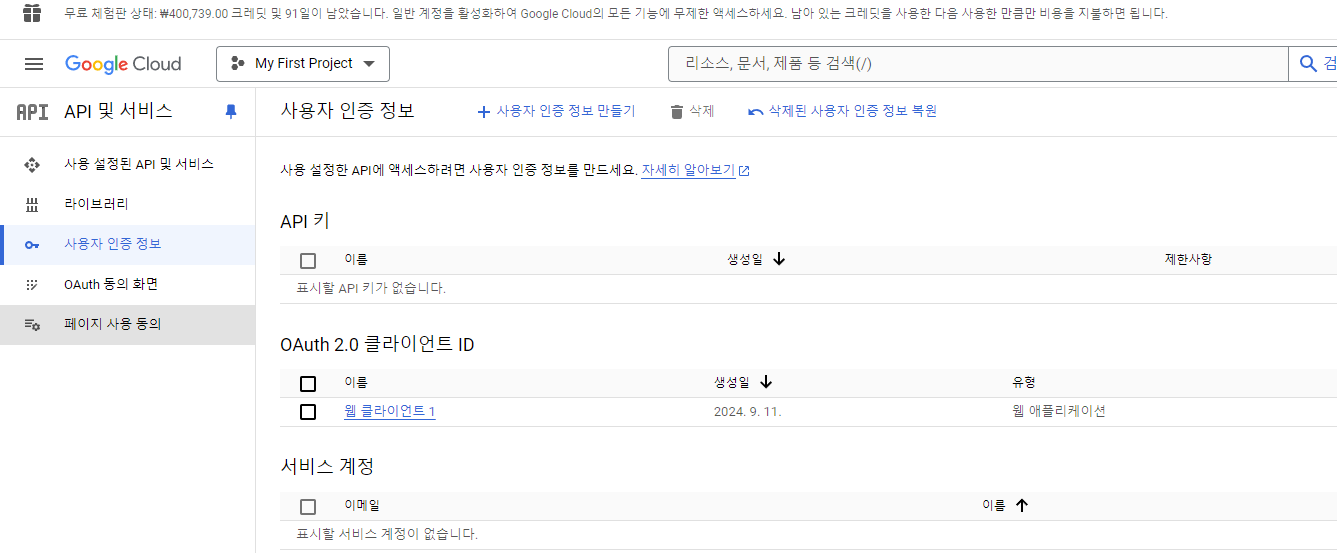 무료 체험판 상태: ₩400,739.00 크레딧 및 91일이 남았습니다. 일반 계정을 활성화하여 Google Cloud의 모든 기능에 무제한 액세스하세요. 남아 있는 크레딧을 사용한 다음 사용한 만큼만 비용을 지불하면 됩니다.
Google Cloud My First Project 리소스, 문서, 제품 등 검색(/)
API API 및 서비스 사용자 인증 정보 + 사용자 인증 정보 만들기 삭제 삭제된 사용자 인증 정보 복원
사용 설정된 API 및 서비스
라이브러리
사용자 인증 정보
OAuth 동의 화면
페이지 사용 동의
사용 설정한 API에 액세스하려면 사용자 인증 정보를 만드세요. 자세히 알아보기
API 키
이름 생성일 제한사항
표시할 API 키가 없습니다.
OAuth 2.0 클라이언트 ID
이름 생성일 유형
웹 클라이언트 1 2024. 9. 11. 웹 애플리케이션
서비스 계정
이메일 이름
표시할 서비스 계정이 없습니다.